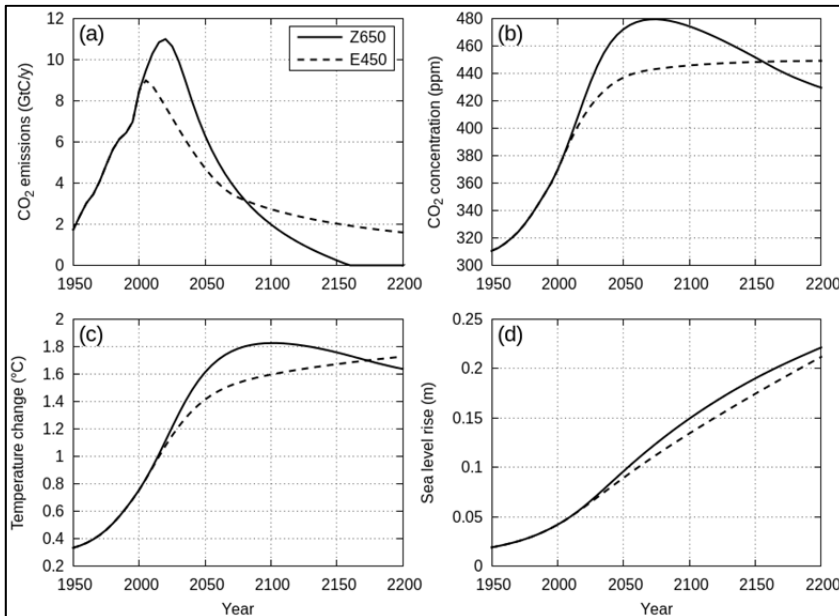 (a)
Z650
E450
CO2 emissions (GtC/y)
12
10
8
6
4
2
0
1950 2000 2050 2100 2150 2200
(b)
CO2 concentration (ppm)
480
460
440
420
400
380
360
340
320
300
1950 2000 2050 2100 2150 2200
(c)
Temperature change (°C)
2
1.8
1.6
1.4
1.2
1
0.8
0.6
0.4
0.2
1950 2000 2050 2100 2150 2200
Year
(d)
Sea level rise (m)
0.25
0.2
0.15
0.1
0.05
0
1950 2000 2050 2100 2150 2200
Year